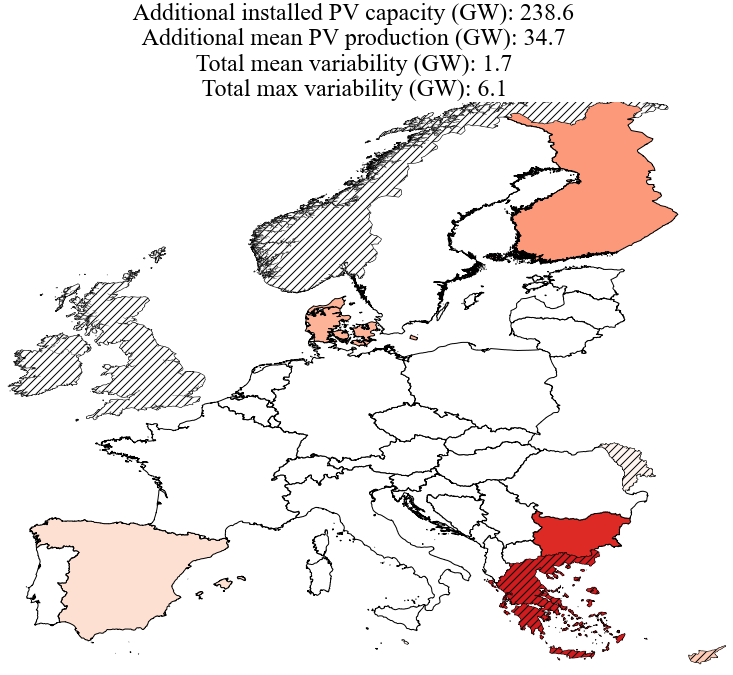 Additional installed PV capacity (GW): 238.6
Additional mean PV production (GW): 34.7
Total mean variability (GW): 1.7
Total max variability (GW): 6.1